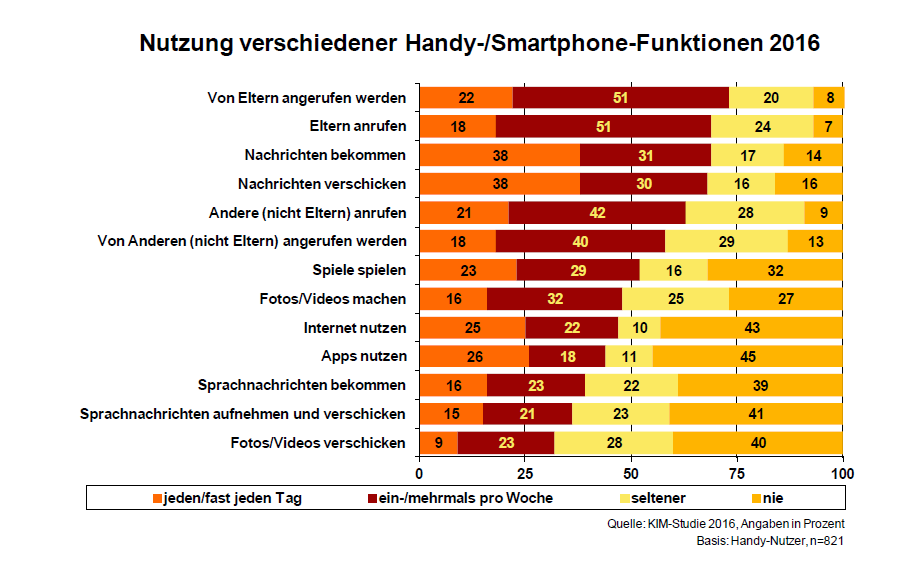 Nutzung verschiedener Handy-/Smartphone-Funktionen 2016
Von Eltern angerufen werden 22 51 20 8
Eltern anrufen 18 51 24 7
Nachrichten bekommen 38 31 17 14
Nachrichten verschicken 38 30 16 16
Andere (nicht Eltern) anrufen 21 42 28 9
Von Anderen (nicht Eltern) angerufen werden 18 40 29 13
Spiele spielen 23 29 16 32
Fotos/Videos machen 16 32 25 27
Internet nutzen 25 22 10 43
Apps nutzen 26 18 11 45
Sprachnachrichten bekommen 16 23 22 39
Sprachnachrichten aufnehmen und verschicken 15 21 23 41
Fotos/Videos verschicken 9 23 28 40
0 25 50 75 100
jeden/fast jeden Tag ein-/mehrmals pro Woche seltener nie
Quelle: KIM-Studie 2016, Angaben in Prozent
Basis: Handy-Nutzer, n=821